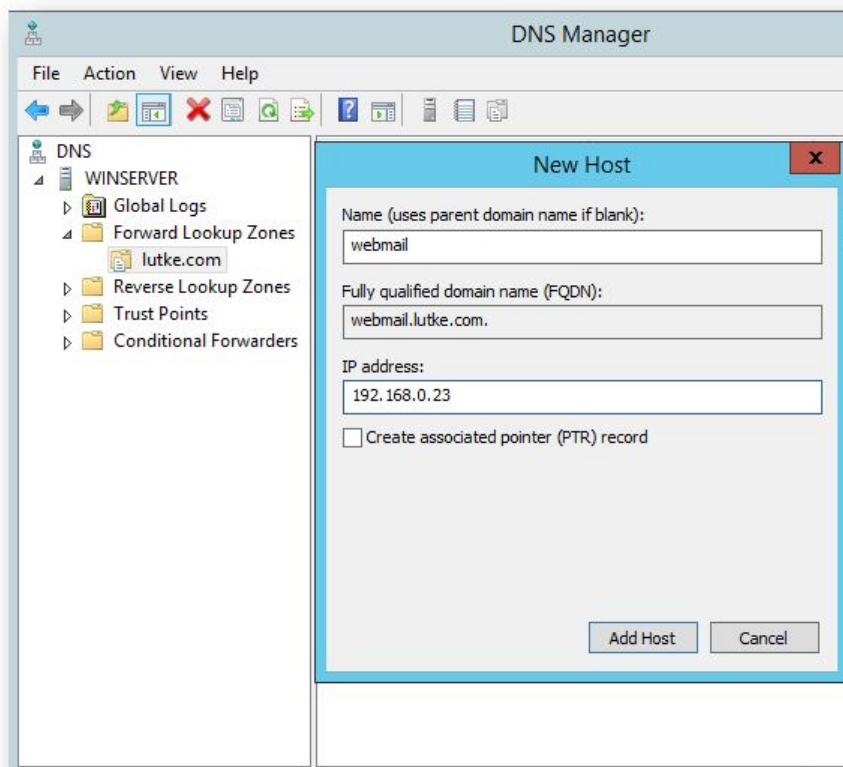 DNS Manager
File Action View Help
DNS
WINSERVER
Global Logs
Forward Lookup Zones
lutke.com
Reverse Lookup Zones
Trust Points
Conditional Forwarders
New Host
x
Name (uses parent domain name if blank):
webmail
Fully qualified domain name (FQDN):
webmail.lutke.com.
IP address:
192.168.0.23
Create associated pointer (PTR) record
Add Host Cancel